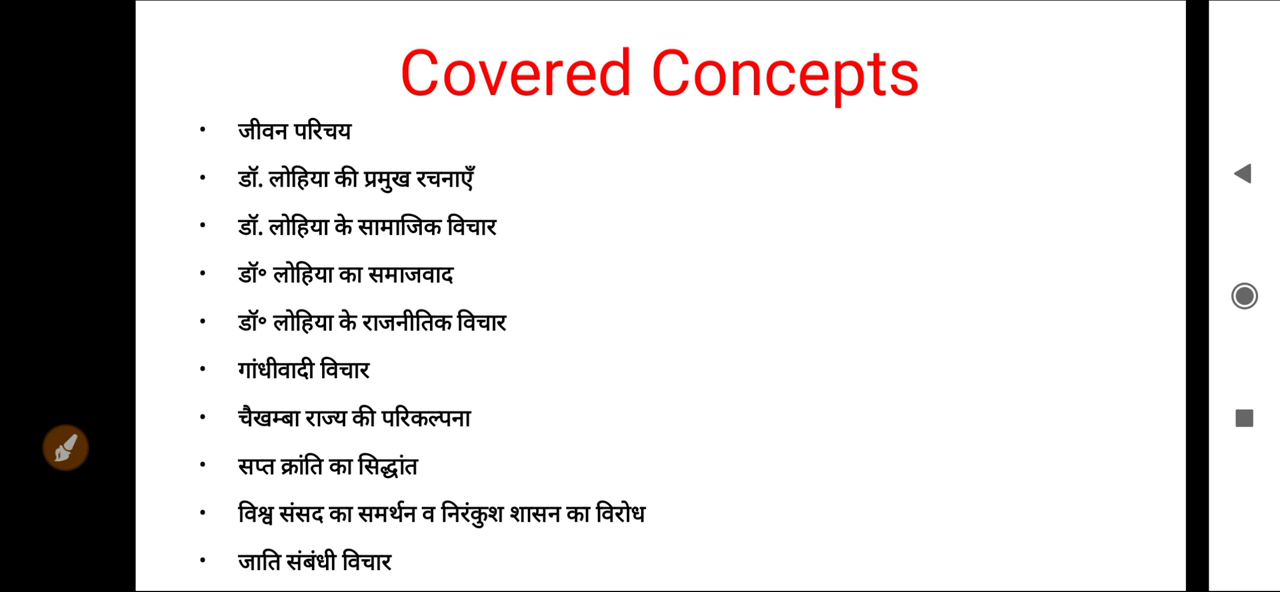 Covered Concepts
• जीवन परिचय
• डॉ. लोहिया की प्रमुख रचनाएँ
• डॉ. लोहिया के सामाजिक विचार
• डॉ॰ लोहिया का समाजवाद
• डॉ॰ लोहिया के राजनीतिक विचार
• गांधीवादी विचार
• चैखम्बा राज्य की परिकल्पना
• सप्त क्रांति का सिद्धांत
• विश्व संसद का समर्थन व निरंकुश शासन का विरोध
• जाति संबंधी विचार